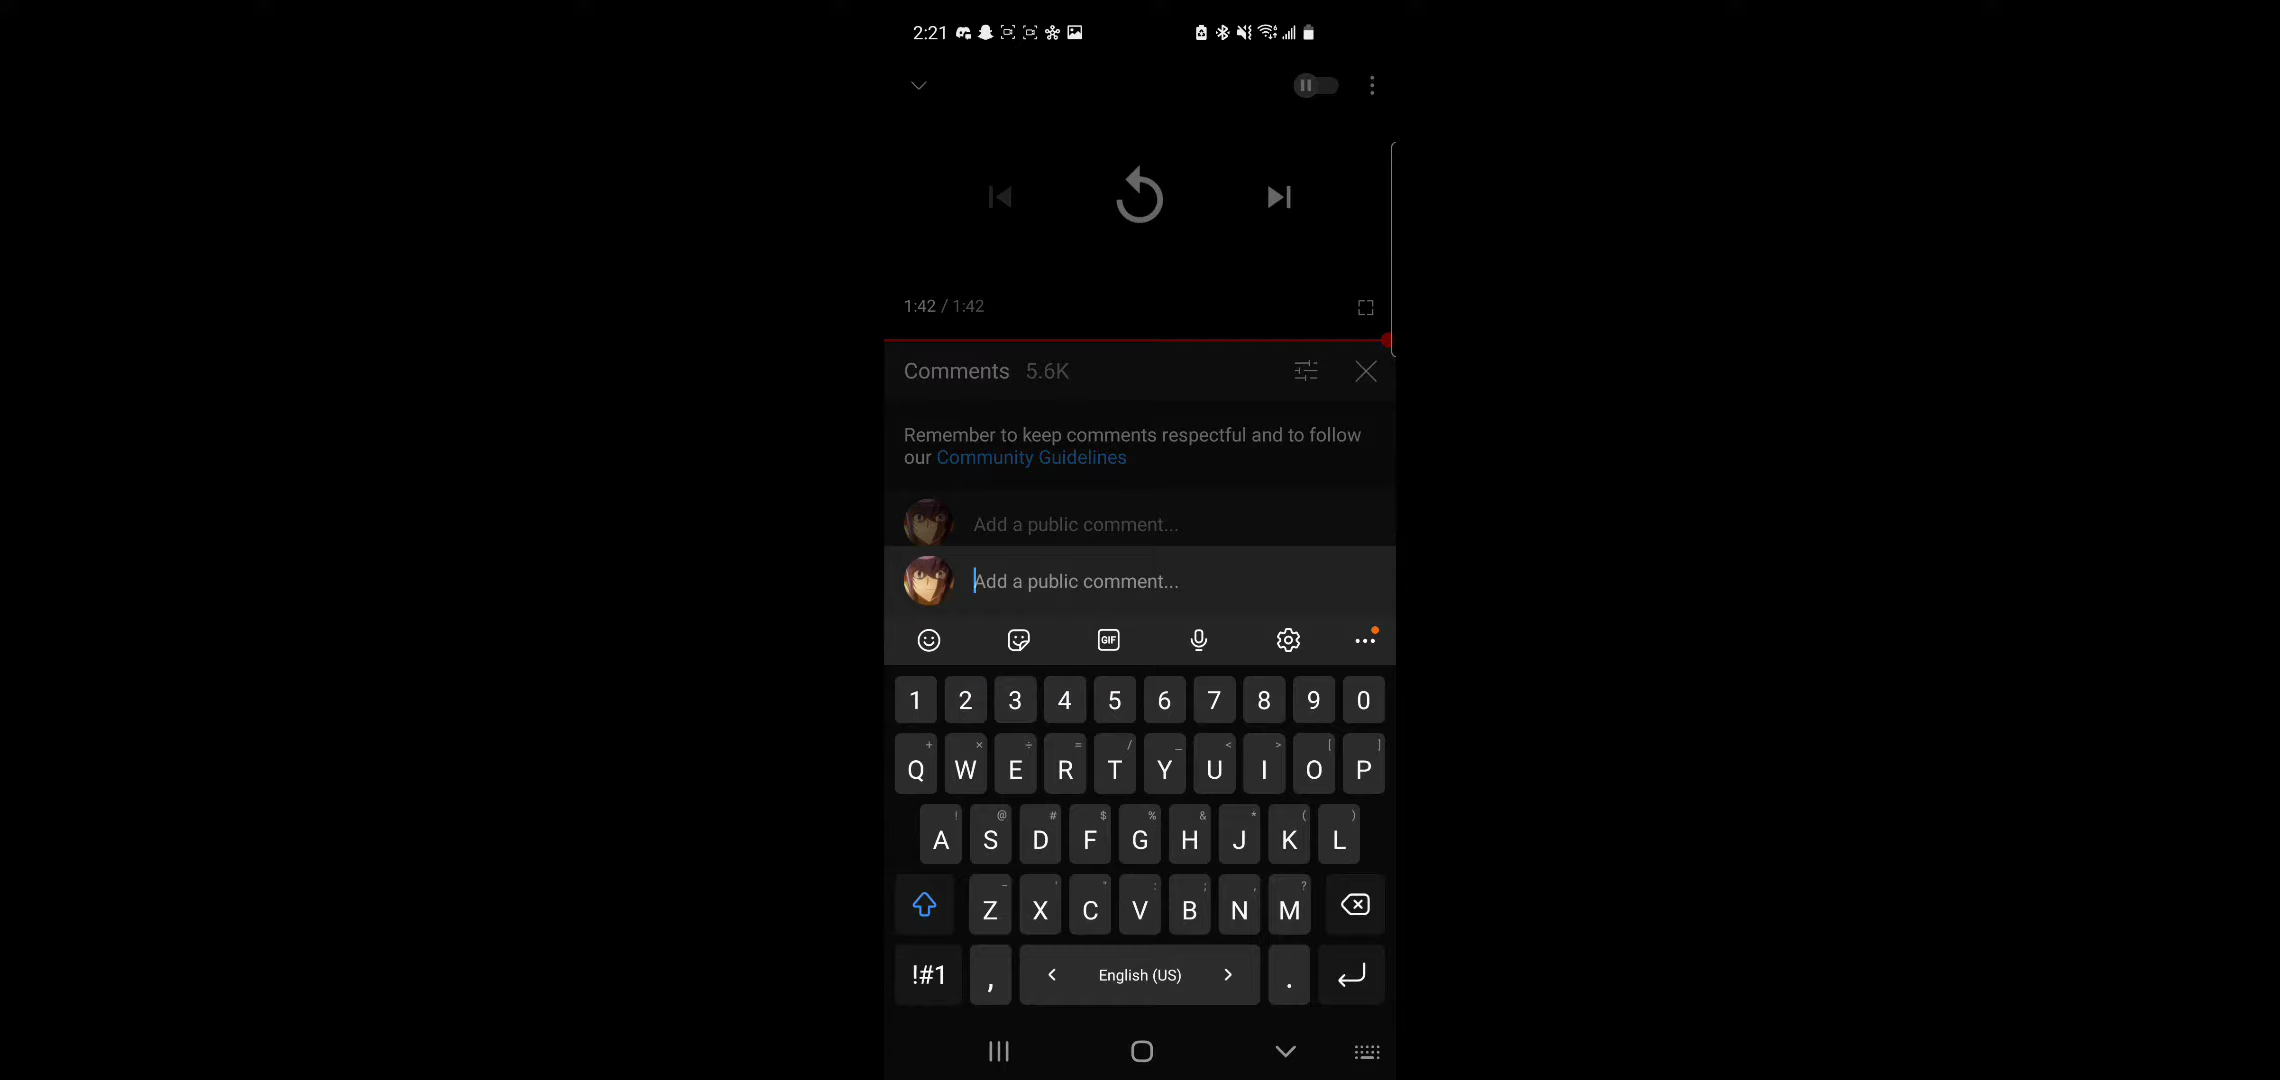 2:21
1:42 / 1:42
Comments 5.6K
Remember to keep comments respectful and to follow
our Community Guidelines
Add a public comment...
Add a public comment...
GIF
1 2 3 4 5 6 7 8 9 0
+ × ÷ = / _ < > [ ]
Q W E R T Y U I O P
! @ # $ % & * ( )
A S D F G H J K L
- ' " : ; , ?
Z X C V B N M
!#1 , < English (US) > .